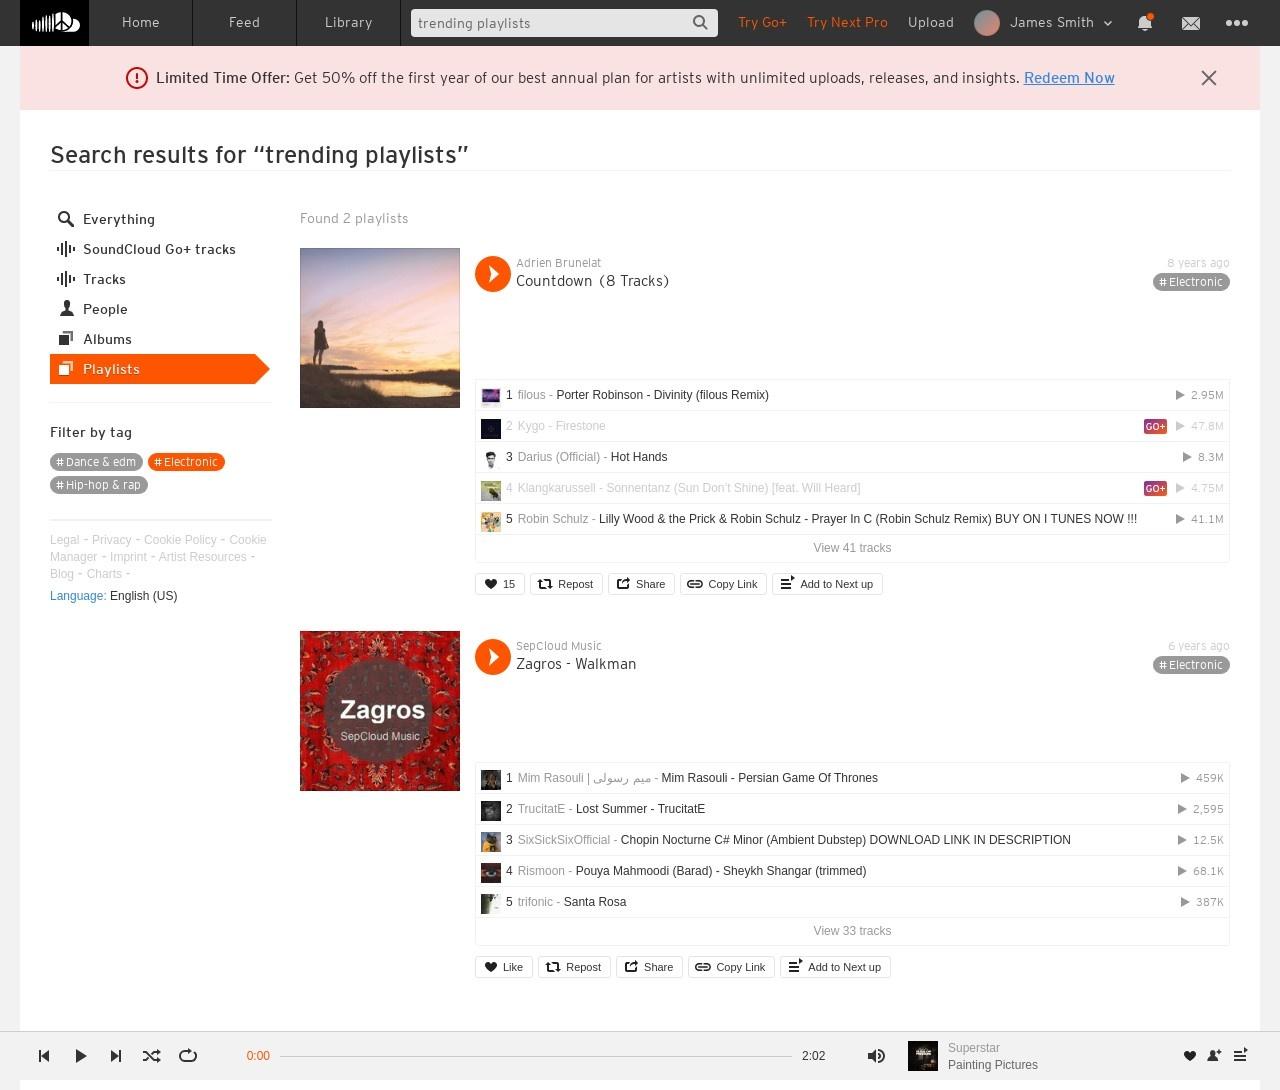 Home
Feed
Library
trending playlists
Try Go+
Try Next Pro
Upload
James Smith
Limited Time Offer: Get 50% off the first year of our best annual plan for artists with unlimited uploads, releases, and insights. Redeem Now
Search results for “trending playlists”
Everything
SoundCloud Go+ tracks
Tracks
People
Albums
Playlists
Filter by tag
# Dance & edm
# Electronic
# Hip-hop & rap
Legal - Privacy - Cookie Policy - Cookie
Manager - Imprint - Artist Resources -
Blog - Charts -
Language: English (US)
Found 2 playlists
Adrien Brunelat
8 years ago
Countdown (8 Tracks)
# Electronic
1 filous - Porter Robinson - Divinity (filous Remix) 2.95M
2 Kygo - Firestone GO+ 47.8M
3 Darius (Official) - Hot Hands 8.3M
4 Klangkarussell - Sonnentanz (Sun Don't Shine) [feat. Will Heard] GO+ 4.75M
5 Robin Schulz - Lilly Wood & the Prick & Robin Schulz - Prayer In C (Robin Schulz Remix) BUY ON I TUNES NOW !!! 41.1M
View 41 tracks
15
Repost
Share
Copy Link
Add to Next up
Zagros
SepCloud Music
SepCloud Music
6 years ago
Zagros - Walkman
# Electronic
1 Mim Rasouli | میم رسولی - Mim Rasouli - Persian Game Of Thrones 459K
2 TrucitatE - Lost Summer - TrucitatE 2,595
3 SixSickSixOfficial - Chopin Nocturne C# Minor (Ambient Dubstep) DOWNLOAD LINK IN DESCRIPTION 12.5K
4 Rismoon - Pouya Mahmoodi (Barad) - Sheykh Shangar (trimmed) 68.1K
5 trifonic - Santa Rosa 387K
View 33 tracks
Like
Repost
Share
Copy Link
Add to Next up
0:00
2:02
Superstar
Painting Pictures